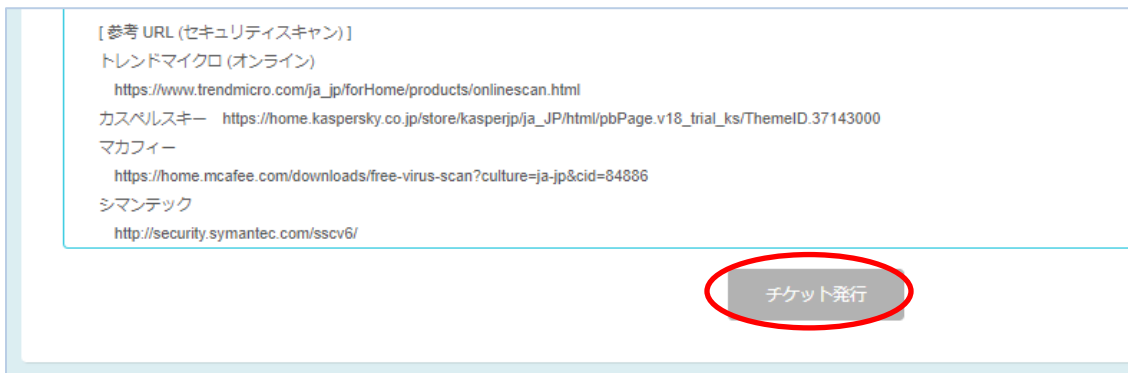 [ 参考 URL (セキュリティスキャン) ]
トレンドマイクロ (オンライン)
https://www.trendmicro.com/ja_jp/forHome/products/onlinescan.html
カスペルスキー　https://home.kaspersky.co.jp/store/kasperjp/ja_JP/html/pbPage.v18_trial_ks/ThemeID.37143000
マカフィー
https://home.mcafee.com/downloads/free-virus-scan?culture=ja-jp&cid=84886
シマンテック
http://security.symantec.com/sscv6/
チケット発行